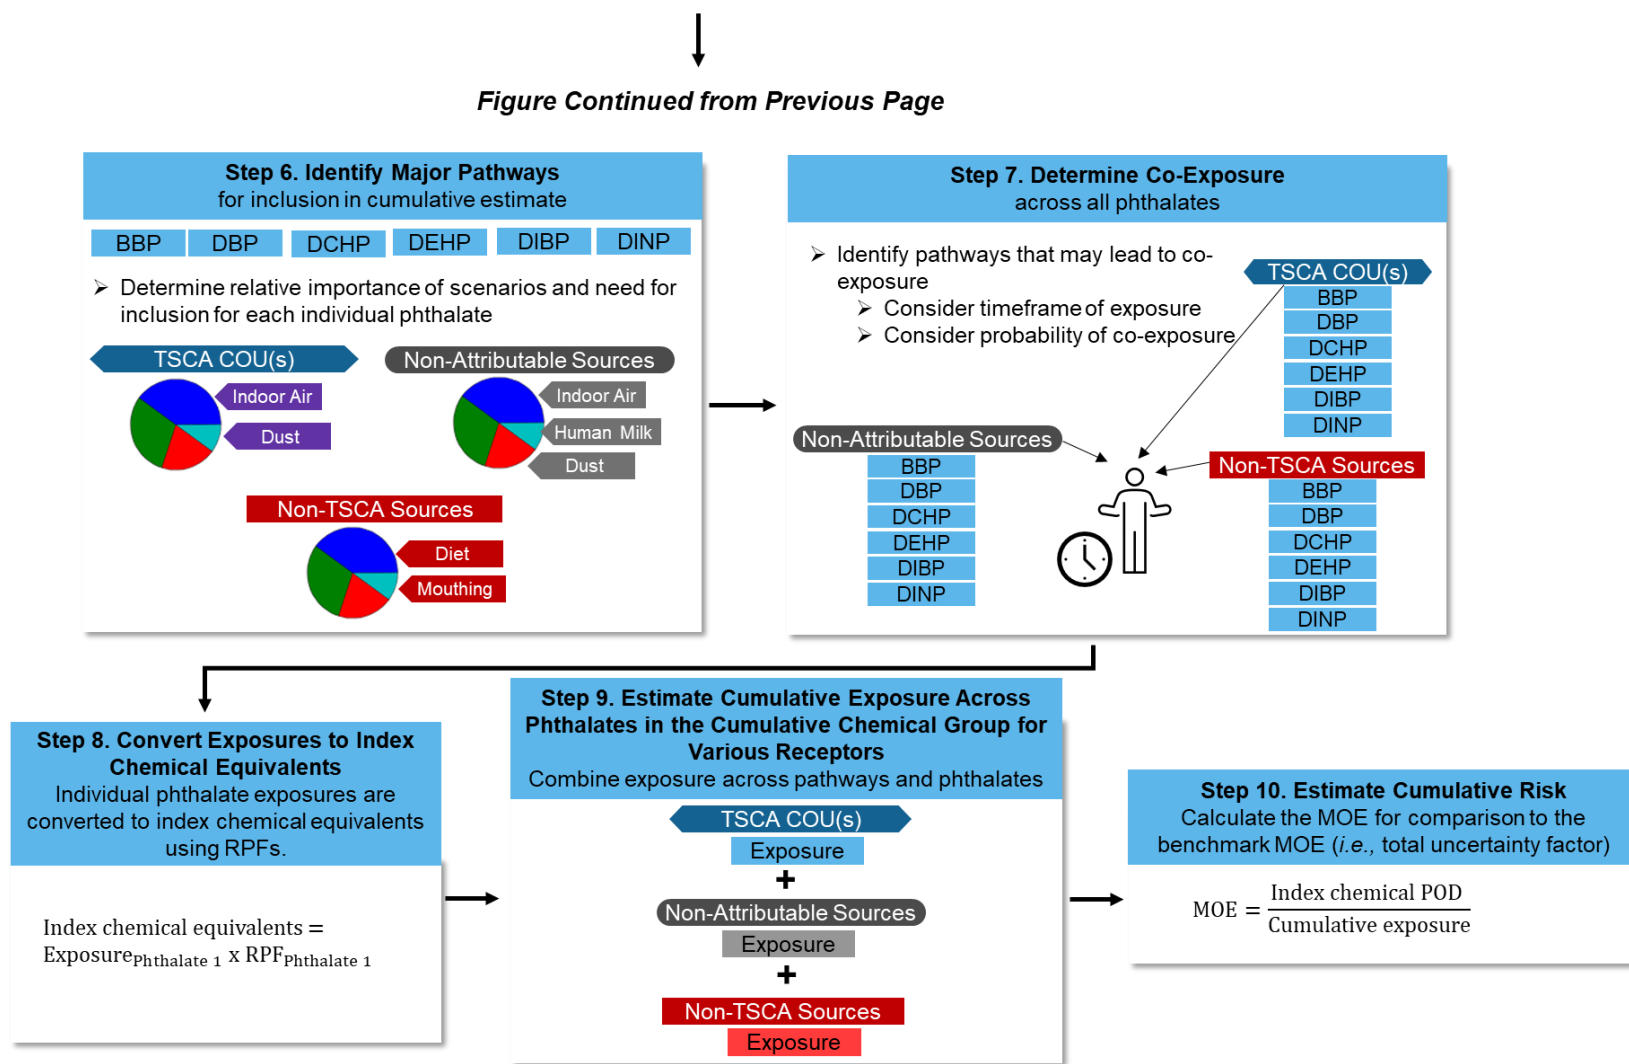 Figure Continued from Previous Page
Step 6. Identify Major Pathways
for inclusion in cumulative estimate
BBP
DBP
DCHP
DEHP
DIBP
DINP
➢ Determine relative importance of scenarios and need for
inclusion for each individual phthalate
TSCA COU(s)
Indoor Air
Dust
Non-Attributable Sources
Indoor Air
Human Milk
Dust
Non-TSCA Sources
Diet
Mouthing
Step 7. Determine Co-Exposure
across all phthalates
➢ Identify pathways that may lead to co-
exposure
➢ Consider timeframe of exposure
➢ Consider probability of co-exposure
TSCA COU(s)
BBP
DBP
DCHP
DEHP
DIBP
DINP
Non-Attributable Sources
BBP
DBP
DCHP
DEHP
DIBP
DINP
Non-TSCA Sources
BBP
DBP
DCHP
DEHP
DIBP
DINP
Step 8. Convert Exposures to Index
Chemical Equivalents
Individual phthalate exposures are
converted to index chemical equivalents
using RPFs.
Index chemical equivalents =
Exposure Phthalate 1 x RPF Phthalate 1
Step 9. Estimate Cumulative Exposure Across
Phthalates in the Cumulative Chemical Group for
Various Receptors
Combine exposure across pathways and phthalates
TSCA COU(s)
Exposure
+
Non-Attributable Sources
Exposure
+
Non-TSCA Sources
Exposure
Step 10. Estimate Cumulative Risk
Calculate the MOE for comparison to the
benchmark MOE (i.e., total uncertainty factor)
MOE = Index chemical POD
Cumulative exposure